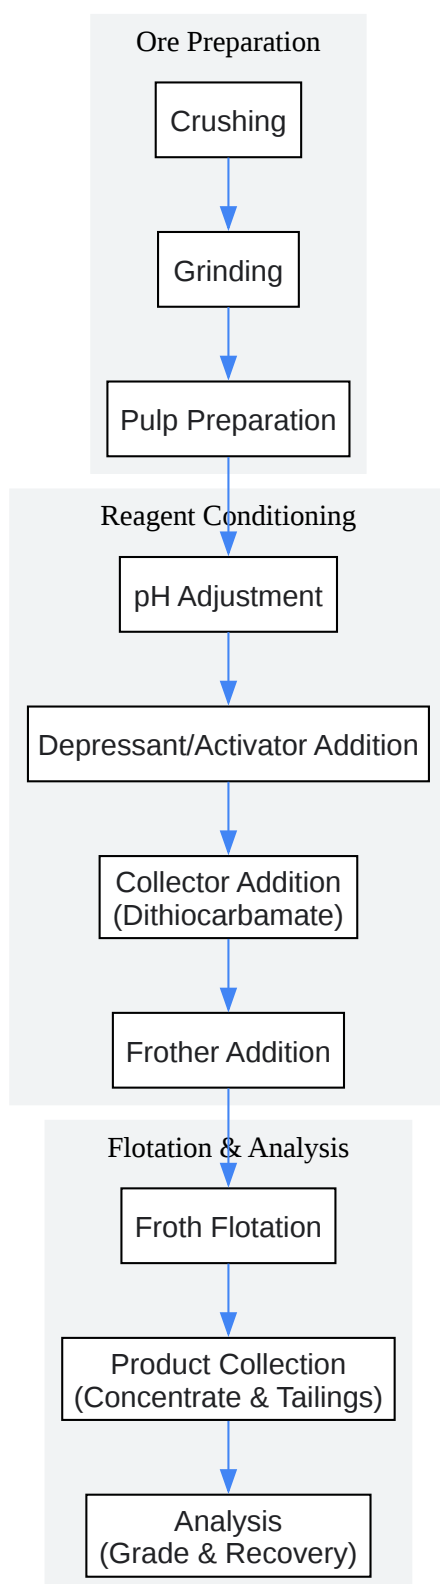 Ore Preparation
Crushing
Grinding
Pulp Preparation
Reagent Conditioning
pH Adjustment
Depressant/Activator Addition
Collector Addition
(Dithiocarbamate)
Frother Addition
Flotation & Analysis
Froth Flotation
Product Collection
(Concentrate & Tailings)
Analysis
(Grade & Recovery)